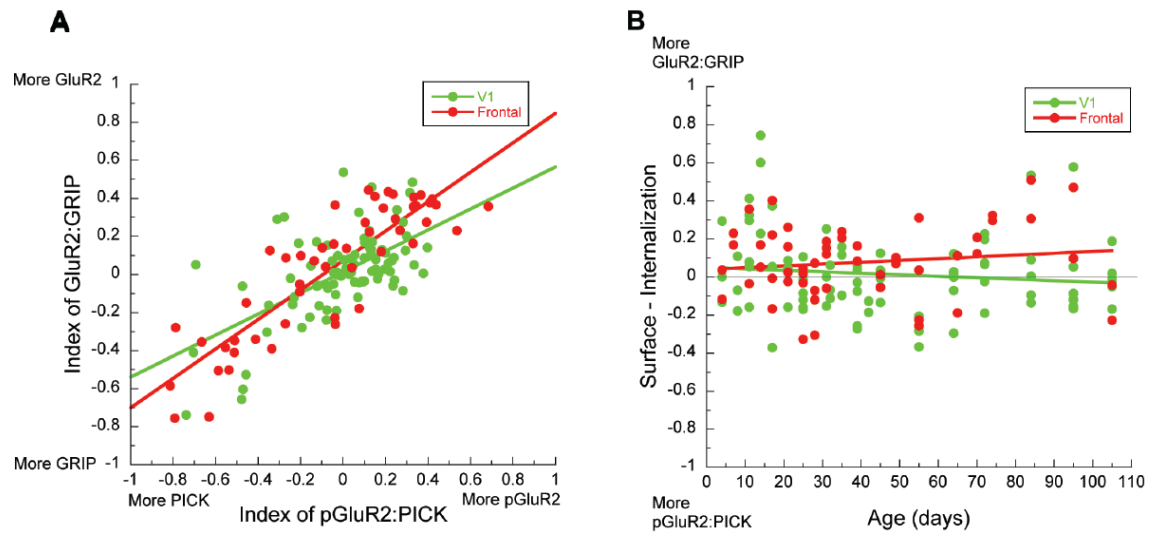 A
More GluR2
1
0.8
0.6
0.4
0.2
0
-0.2
-0.4
-0.6
-0.8
More GRIP -1
Index of GluR2:GRIP
V1
Frontal
-1 -0.8 -0.6 -0.4 -0.2 0 0.2 0.4 0.6 0.8 1
More PICK
More pGluR2
Index of pGluR2:PICK
B
More
GluR2:GRIP
1
0.8
0.6
0.4
0.2
0
-0.2
-0.4
-0.6
-0.8
-1
Surface - Internalization
V1
Frontal
0 10 20 30 40 50 60 70 80 90 100 110
More
pGluR2:PICK
Age (days)